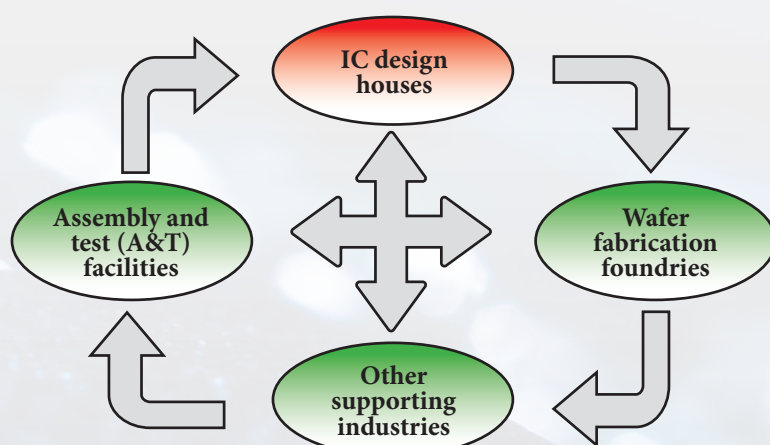 IC design
houses
Assembly and
test (A&T)
facilities
Wafer
fabrication
foundries
Other
supporting
industries